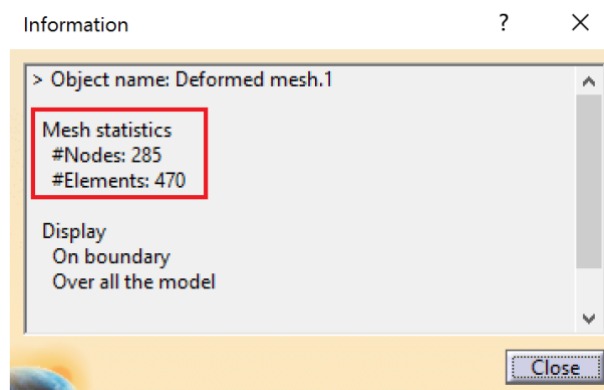 Information
?
> Object name: Deformed mesh.1
Mesh statistics
#Nodes: 285
#Elements: 470
Display
On boundary
Over all the model
Close